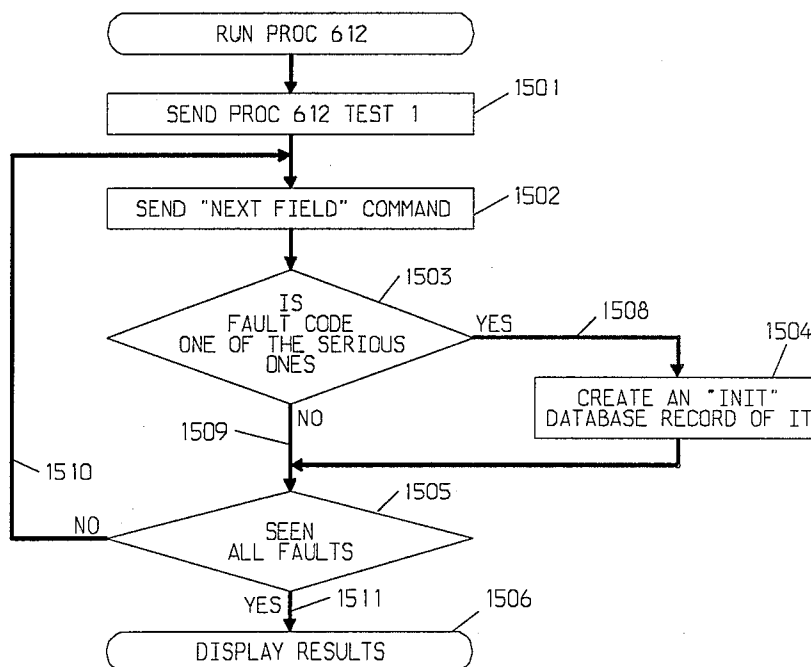 RUN PROC 612
1501
SEND PROC 612 TEST 1
1502
SEND "NEXT FIELD" COMMAND
1503
IS
FAULT CODE
ONE OF THE SERIOUS
ONES
YES
1508
1504
CREATE AN "INIT"
DATABASE RECORD OF IT
NO
1509
1510
1505
NO
SEEN
ALL FAULTS
YES
1511
1506
DISPLAY RESULTS